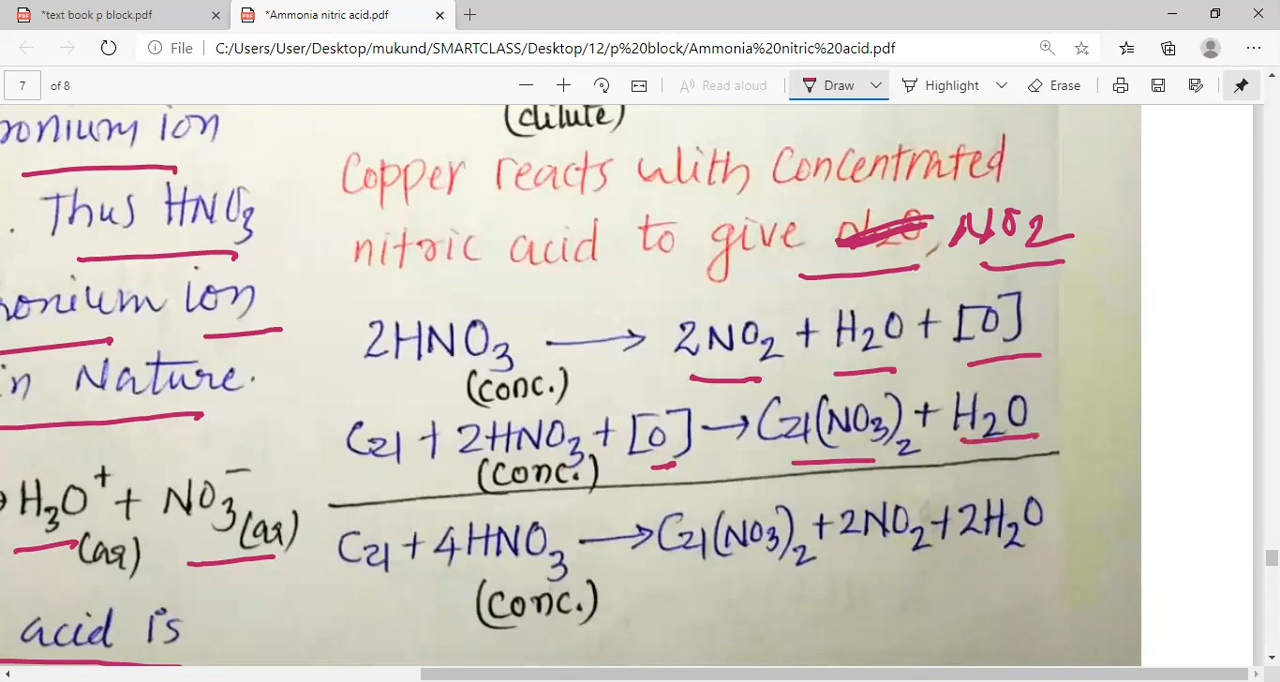 *text book p block.pdf
*Ammonia nitric acid.pdf
File
C:/Users/User/Desktop/mukund/SMARTCLASS/Desktop/12/p%20block/Ammonia%20nitric%20acid.pdf
7 of 8
Read aloud
Draw
Highlight
Erase
onium ion
Thus HNO3
onium ion
in Nature.
H3O+ + NO3-(aq)
(aq)
acid is
(dilute)
Copper reacts with Concentrated
nitric acid to give , NO2
2HNO3 → 2NO2 + H2O + [O]
(conc.)
Cu + 2HNO3 + [O] → Cu(NO3)2 + H2O
(conc.)
Cu + 4HNO3 → Cu(NO3)2 + 2NO2 + 2H2O
(conc.)